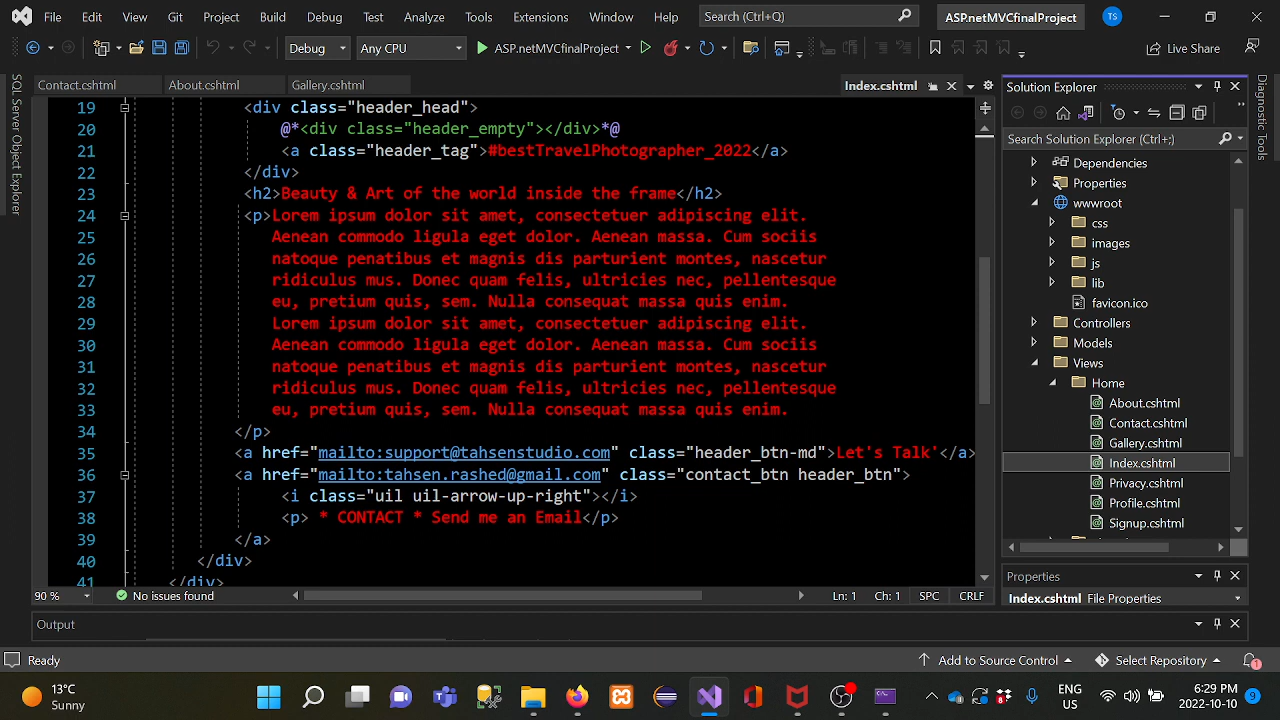 File Edit View Git Project Build Debug Test Analyze Tools Extensions Window Help Search (Ctrl+Q) ASP.netMVCfinalProject TS
Debug Any CPU ASP.netMVCfinalProject Live Share
SQL Server Object Explorer
Contact.cshtml About.cshtml Gallery.cshtml Index.cshtml
19 <div class="header_head">
20 @*<div class="header_empty"></div>*@
21 <a class="header_tag">#bestTravelPhotographer_2022</a>
22 </div>
23 <h2>Beauty & Art of the world inside the frame</h2>
24 <p>Lorem ipsum dolor sit amet, consectetuer adipiscing elit.
25 Aenean commodo ligula eget dolor. Aenean massa. Cum sociis
26 natoque penatibus et magnis dis parturient montes, nascetur
27 ridiculus mus. Donec quam felis, ultricies nec, pellentesque
28 eu, pretium quis, sem. Nulla consequat massa quis enim.
29 Lorem ipsum dolor sit amet, consectetuer adipiscing elit.
30 Aenean commodo ligula eget dolor. Aenean massa. Cum sociis
31 natoque penatibus et magnis dis parturient montes, nascetur
32 ridiculus mus. Donec quam felis, ultricies nec, pellentesque
33 eu, pretium quis, sem. Nulla consequat massa quis enim.
34 </p>
35 <a href="mailto:support@tahsenstudio.com" class="header_btn-md">Let's Talk'</a>
36 <a href="mailto:tahsen.rashed@gmail.com" class="contact_btn header_btn">
37 <i class="uil uil-arrow-up-right"></i>
38 <p> * CONTACT * Send me an Email</p>
39 </a>
40 </div>
41 </div>
90 % No issues found Ln: 1 Ch: 1 SPC CRLF
Solution Explorer
Search Solution Explorer (Ctrl+;)
Dependencies
Properties
wwwroot
css
images
js
lib
favicon.ico
Controllers
Models
Views
Home
About.cshtml
Contact.cshtml
Gallery.cshtml
Index.cshtml
Privacy.cshtml
Profile.cshtml
Signup.cshtml
Properties
Index.cshtml File Properties
Diagnostic Tools
Output
Ready Add to Source Control Select Repository 1
13°C
Sunny
ENG
US
6:29 PM
2022-10-10
9